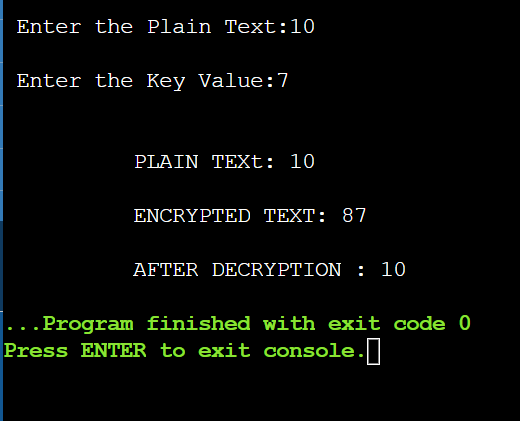 Enter the Plain Text:10
Enter the Key Value:7
PLAIN TEXt: 10
ENCRYPTED TEXT: 87
AFTER DECRYPTION : 10
...Program finished with exit code 0
Press ENTER to exit console.